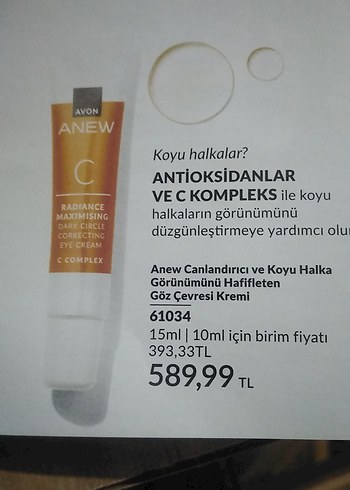 AVON
ANEW
C
RADIANCE
MAXIMISING
DARK CIRCLE
CORRECTING
EYE CREAM
C COMPLEX
Koyu halkalar?
ANTİOKSİDANLAR
VE C KOMPLEKS ile koyu
halkaların görünümünü
düzgünleştirmeye yardımcı olu
Anew Canlandırıcı ve Koyu Halka
Görünümünü Hafifleten
Göz Çevresi Kremi
61034
15ml | 10ml için birim fiyatı
393,33TL
589,99 TL